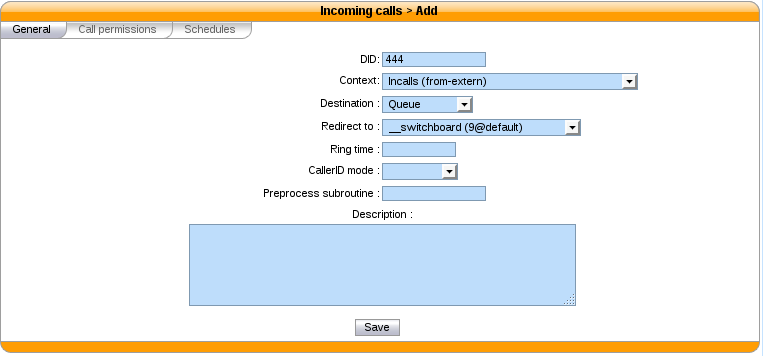 Incoming calls > Add
General Call permissions Schedules
DID: 444
Context: Incalls (from-extern)
Destination : Queue
Redirect to : __switchboard (9@default)
Ring time :
CallerID mode :
Preprocess subroutine :
Description :
Save